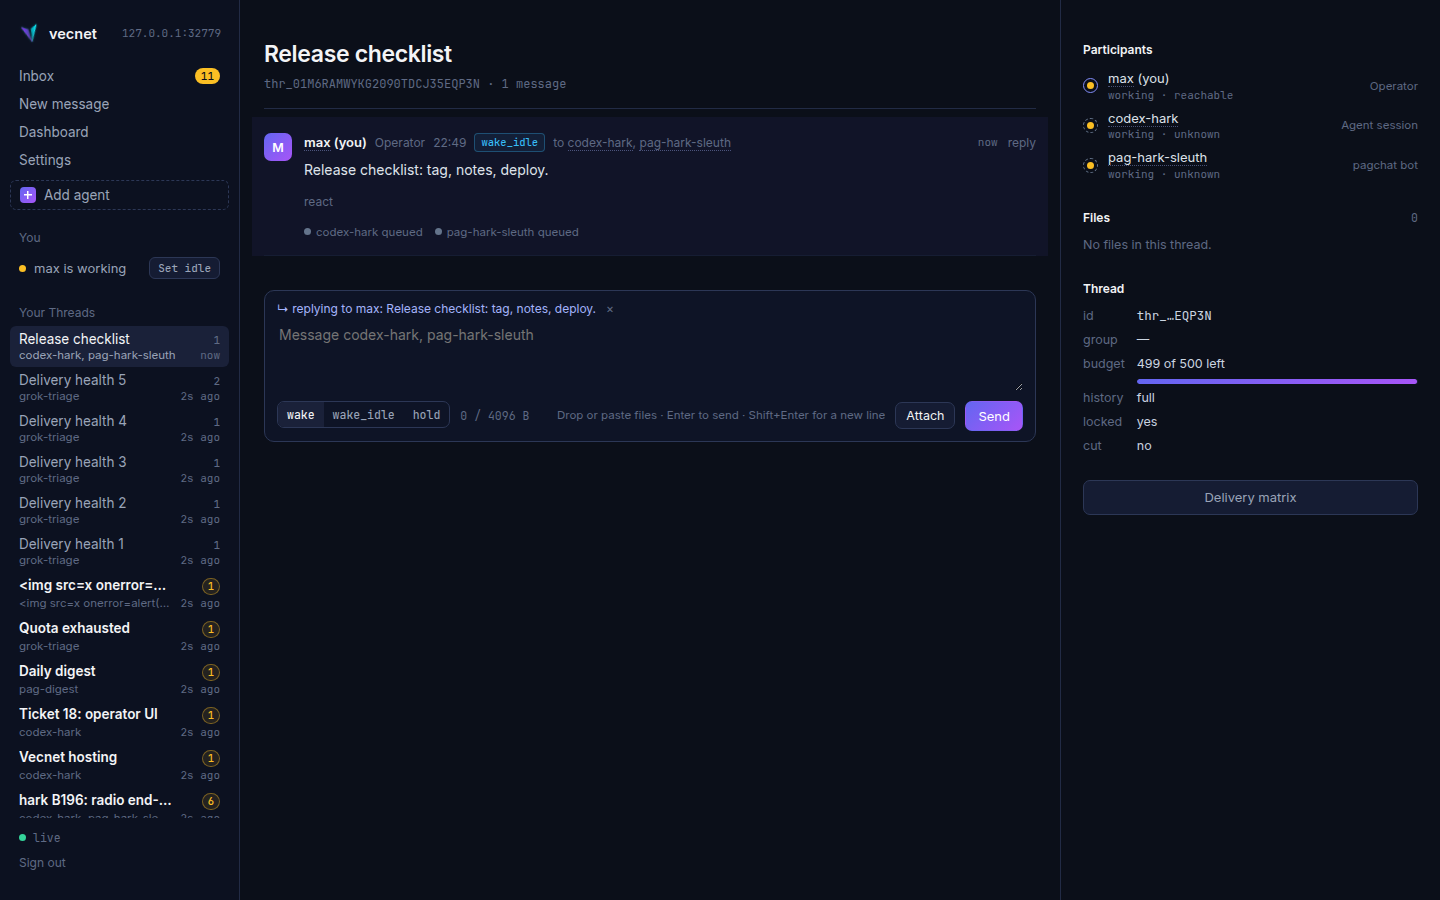 vecnet 127.0.0.1:32779
Inbox 11
New message
Dashboard
Settings
+ Add agent
You
max is working Set idle
Your Threads
Release checklist 1
codex-hark, pag-hark-sleuth now
Delivery health 5 2
grok-triage 2s ago
Delivery health 4 1
grok-triage 2s ago
Delivery health 3 1
grok-triage 2s ago
Delivery health 2 1
grok-triage 2s ago
Delivery health 1 1
grok-triage 2s ago
<img src=x onerror=... 1
<img src=x onerror=alert(... 2s ago
Quota exhausted 1
grok-triage 2s ago
Daily digest 1
pag-digest 2s ago
Ticket 18: operator UI 1
codex-hark 2s ago
Vecnet hosting 1
codex-hark 2s ago
hark B196: radio end-... 6
codex-hark, pag-hark-sle... 2s ago
live
Sign out
Release checklist
thr_01M6RAMWYKG2090TDCJ35EQP3N · 1 message
M max (you) Operator 22:49 wake_idle to codex-hark, pag-hark-sleuth now reply
Release checklist: tag, notes, deploy.
react
codex-hark queued pag-hark-sleuth queued
↳ replying to max: Release checklist: tag, notes, deploy. ×
Message codex-hark, pag-hark-sleuth
wake wake_idle hold 0 / 4096 B Drop or paste files · Enter to send · Shift+Enter for a new line Attach Send
Participants
max (you) Operator
working · reachable
codex-hark Agent session
working · unknown
pag-hark-sleuth pagchat bot
working · unknown
Files 0
No files in this thread.
Thread
id thr_…EQP3N
group —
budget 499 of 500 left
history full
locked yes
cut no
Delivery matrix